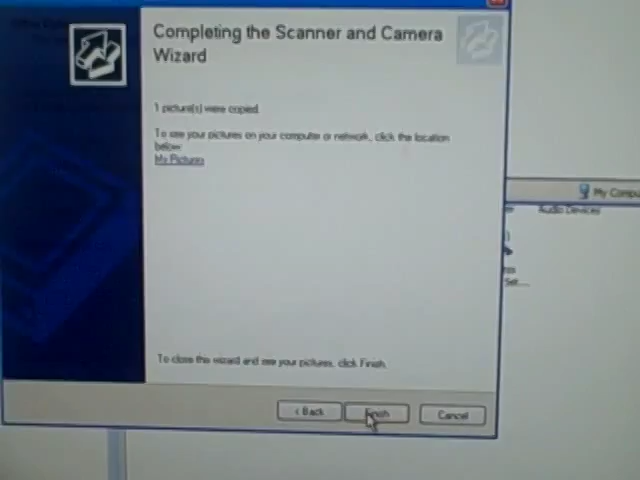 Completing the Scanner and Camera
Wizard
1 picture(s) were copied.
To see your pictures on your computer or network, click the location
below:
My Pictures
My Compu
Audio Devices
To close this wizard and see your pictures, click Finish.
< Back
Finish
Cancel